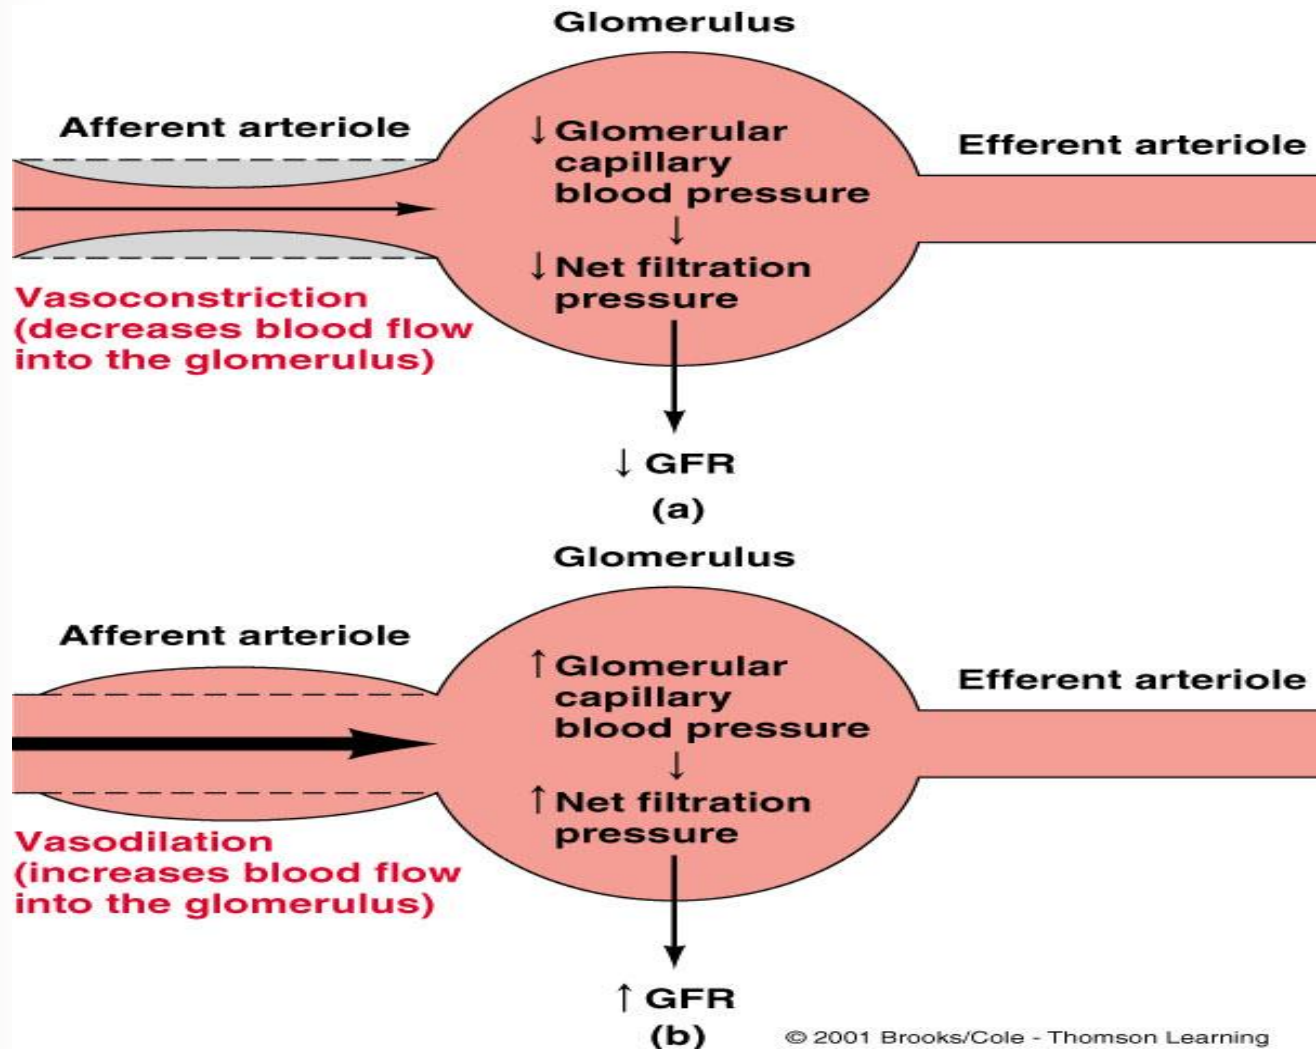 Glomerulus
Afferent arteriole
↓ Glomerular
capillary
blood pressure
↓
↓ Net filtration
pressure
Efferent arteriole
Vasoconstriction
(decreases blood flow
into the glomerulus)
↓ GFR
(a)
Glomerulus
Afferent arteriole
↑ Glomerular
capillary
blood pressure
↓
↑ Net filtration
pressure
Efferent arteriole
Vasodilation
(increases blood flow
into the glomerulus)
↑ GFR
(b)
© 2001 Brooks/Cole - Thomson Learning